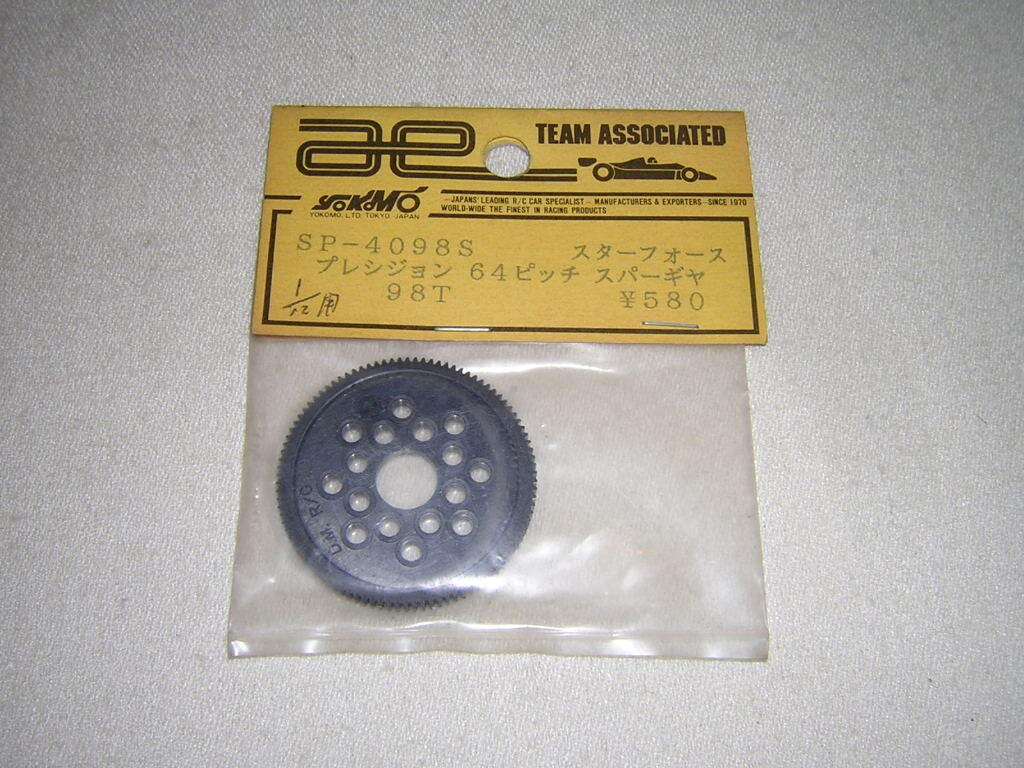 ae TEAM ASSOCIATED
YOKOMO
YOKOMO. LTD. TOKYO. JAPAN
—JAPANS' LEADING R/C CAR SPECIALIST— MANUFACTURERS & EXPORTERS—SINCE 1970
WORLD-WIDE THE FINEST IN RACING PRODUCTS
SP-4098S スターフォース
プレシジョン 64ピッチ スパーギヤ
98T ¥580
1/12用
D.M. R/C